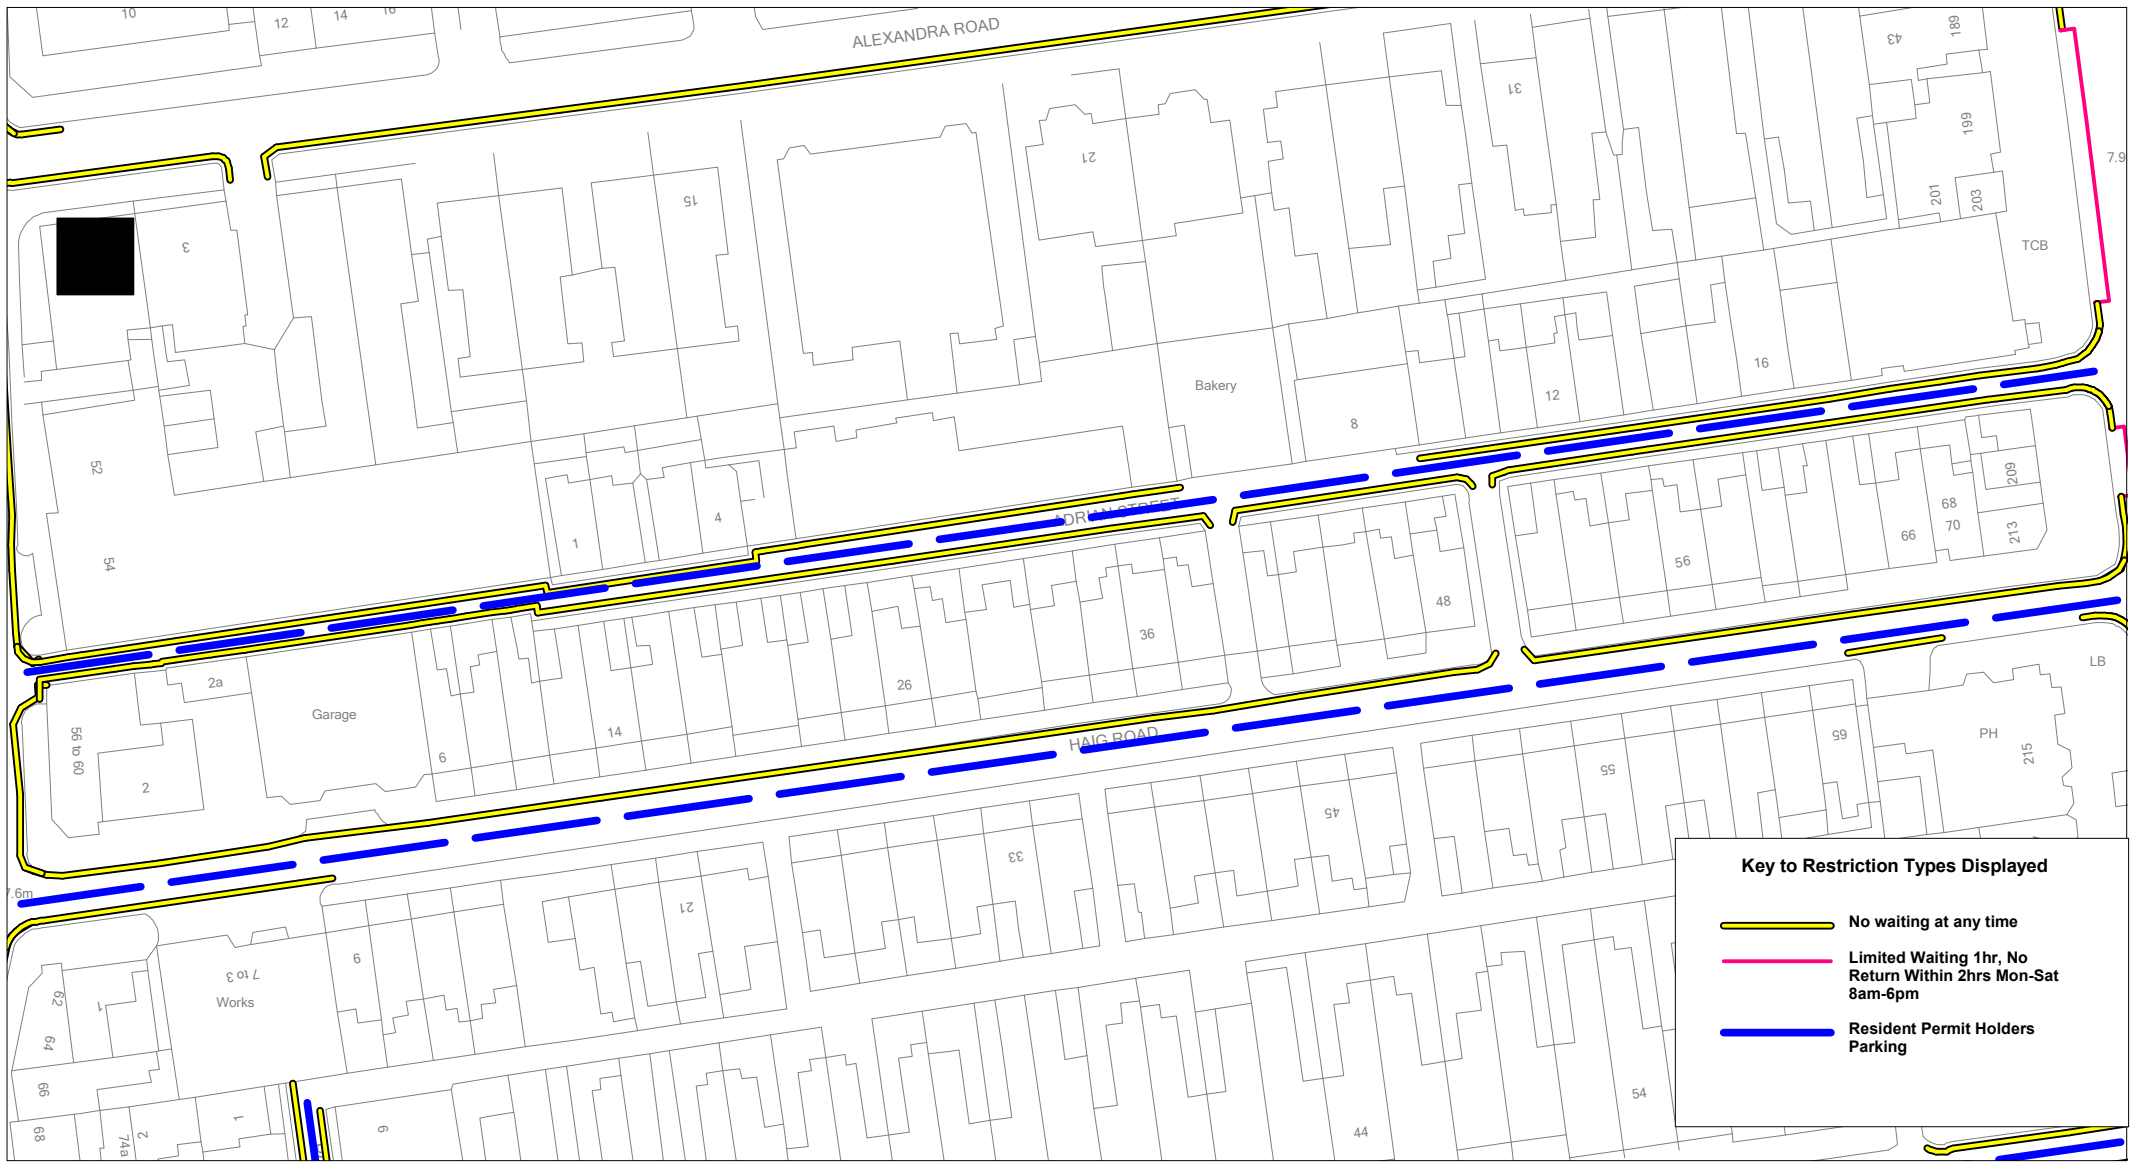 10
12
14
16
ALEXANDRA ROAD
43
189
31
199
21
7.9
15
201
203
3
TCB
Bakery
16
12
8
52
4
ADRIAN STREET
1
54
209
68
70
66
213
56
48
36
2a
26
LB
Garage
14
HAIG ROAD
56 to 60
6
65
PH
215
2
55
45
33
Key to Restriction Types Displayed
7.6m
21
No waiting at any time
9
7 to 3
Works
Limited Waiting 1hr, No
Return Within 2hrs Mon-Sat
8am-6pm
62
1
64
Resident Permit Holders
Parking
66
54
68
74a
2
1
44